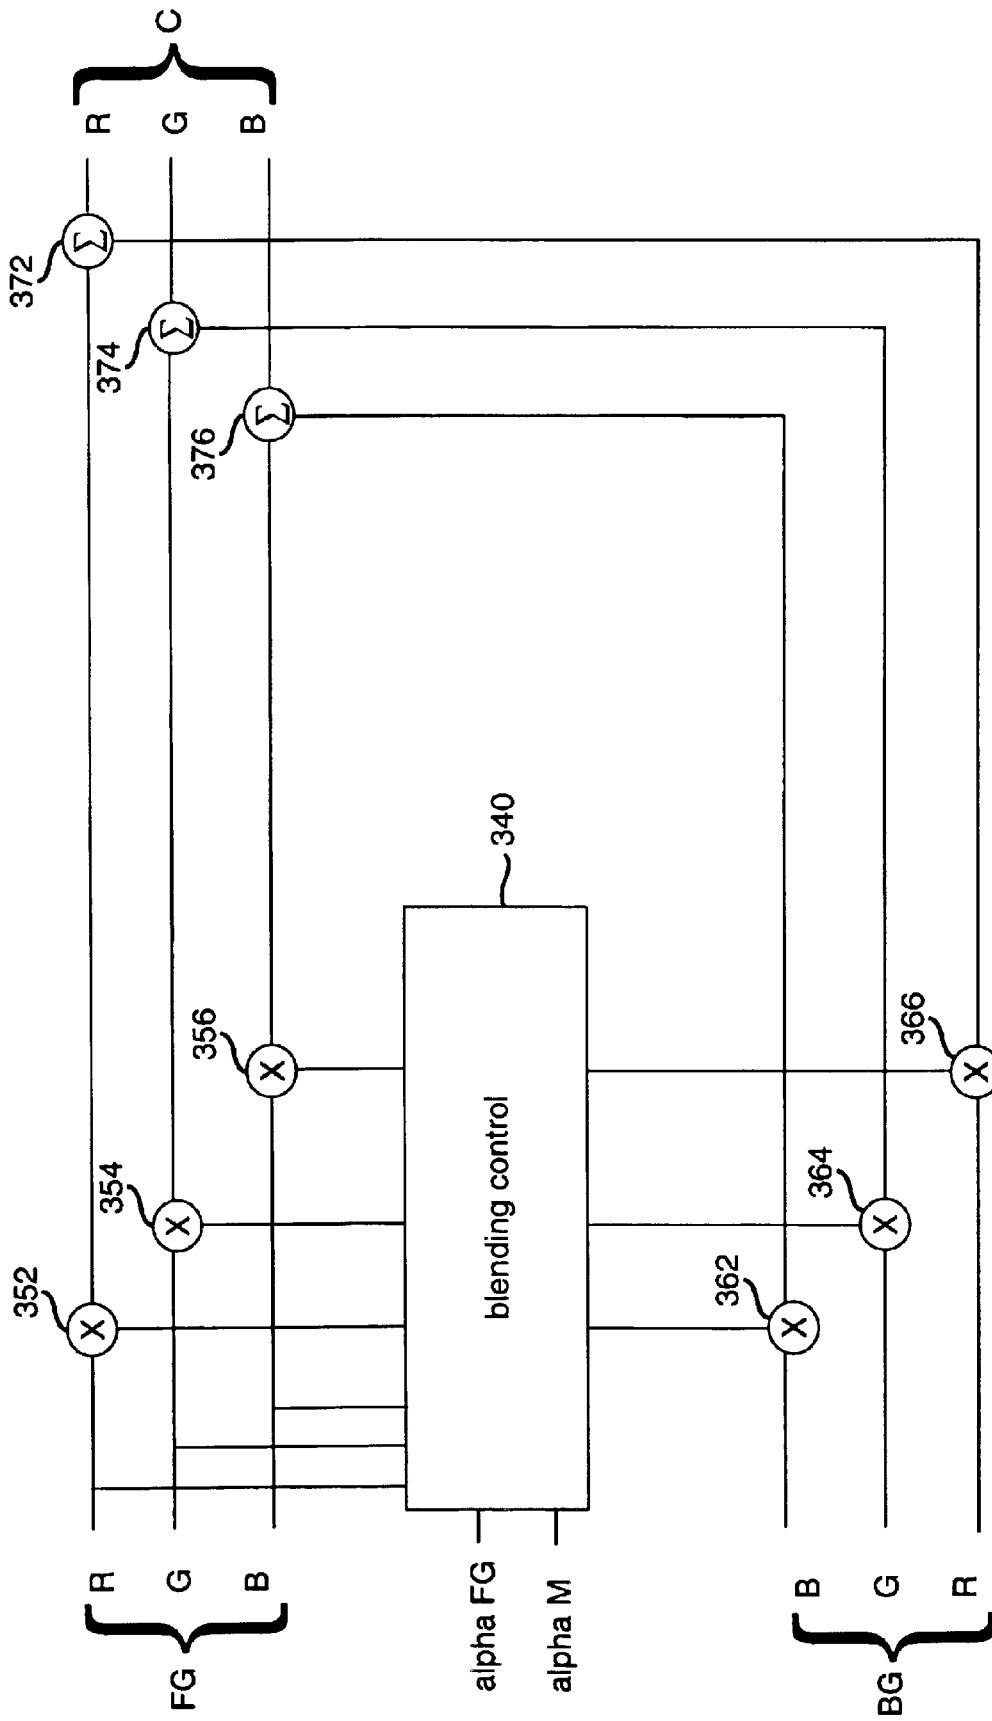 FG
R
G
B
352
354
356
372
374
376
R
G
B
C
alpha FG
alpha M
blending control
340
BG
B
G
R
362
364
366
X
X
X
X
X
X
Σ
Σ
Σ